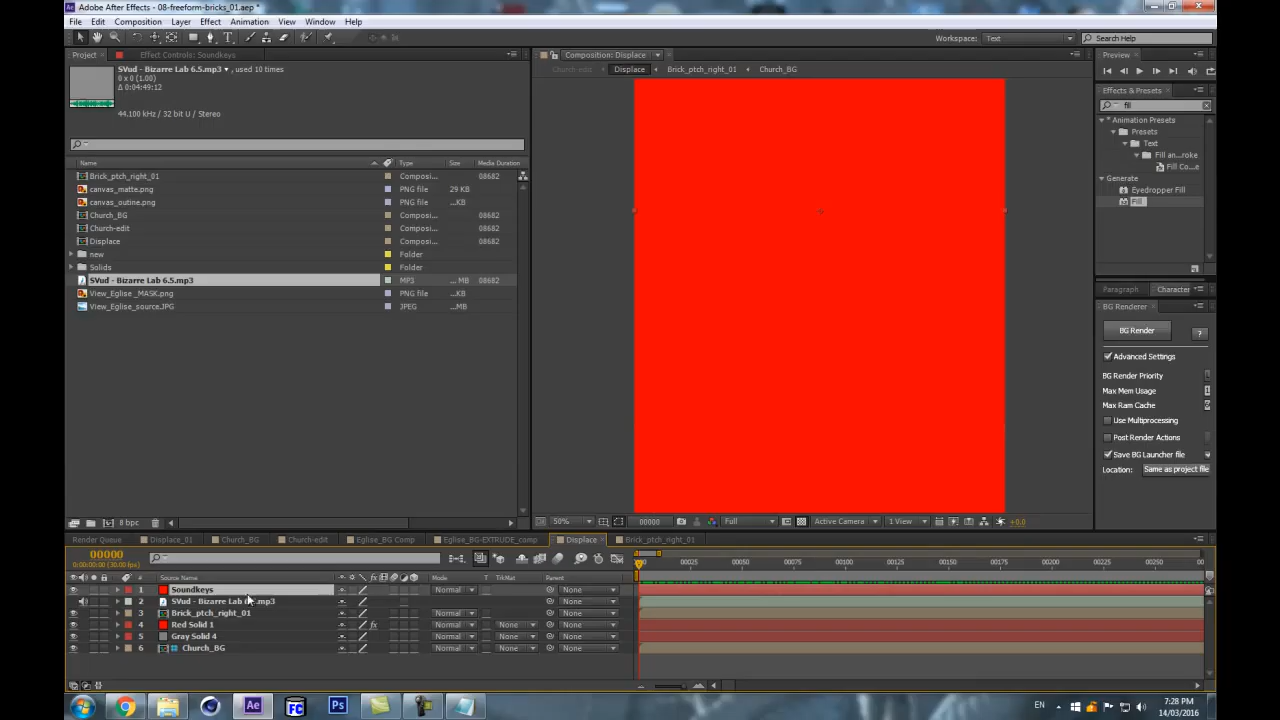 Adobe After Effects - 08-freeform-bricks_01.aep *
File Edit Composition Layer Effect Animation View Window Help
Workspace: Text Search Help
Project Effect Controls: Soundkeys Composition: Displace Preview
SVud - Bizarre Lab 6.5.mp3 , used 10 times
0 x 0 (1.00)
Δ 0:04:49:12
44.100 kHz / 32 bit U / Stereo
Church-edit Displace Brick_ptch_right_01 Church_BG
Effects & Presets
fill
* Animation Presets
Presets
Text
Fill an...roke
Fill Co...e
Generate
Eyedropper Fill
Fill
Name Type Size Media Duration
Brick_ptch_right_01 Composi... 08682
canvas_matte.png PNG file 29 KB
canvas_outine.png PNG file ...KB
Church_BG Composi... 08682
Church-edit Composi... 08682
Displace Composi... 08682
new Folder
Solids Folder
SVud - Bizarre Lab 6.5.mp3 MP3 ... MB 08682
View_Eglise _MASK.png PNG file ...KB
View_Eglise_source.JPG JPEG ...MB
Paragraph Character
BG Renderer
BG Render ?
Advanced Settings
BG Render Priority
Max Mem Usage
Max Ram Cache
Use Multiprocessing
Post Render Actions
Save BG Launcher file
Location: Same as project file
8 bpc
50% 00000 Full Active Camera 1 View +0.0
Render Queue Displace_01 Church_BG Church-edit Eglise_BG Comp Eglise_BG-EXTRUDE_comp Displace Brick_ptch_right_01
00000
0:00:00:00 (30.00 fps)
00025 00050 00075 00100 00125 00150 00175 00
# Source Name Mode T TrkMat Parent
1 Soundkeys Normal None
2 SVud - Bizarre Lab .mp3 None
3 Brick_ptch_right_01 Normal None
4 Red Solid 1 Normal None None
5 Gray Solid 4 Normal None None
6 Church_BG Normal None None
Ae Ps
EN
7:28 PM
14/03/2016